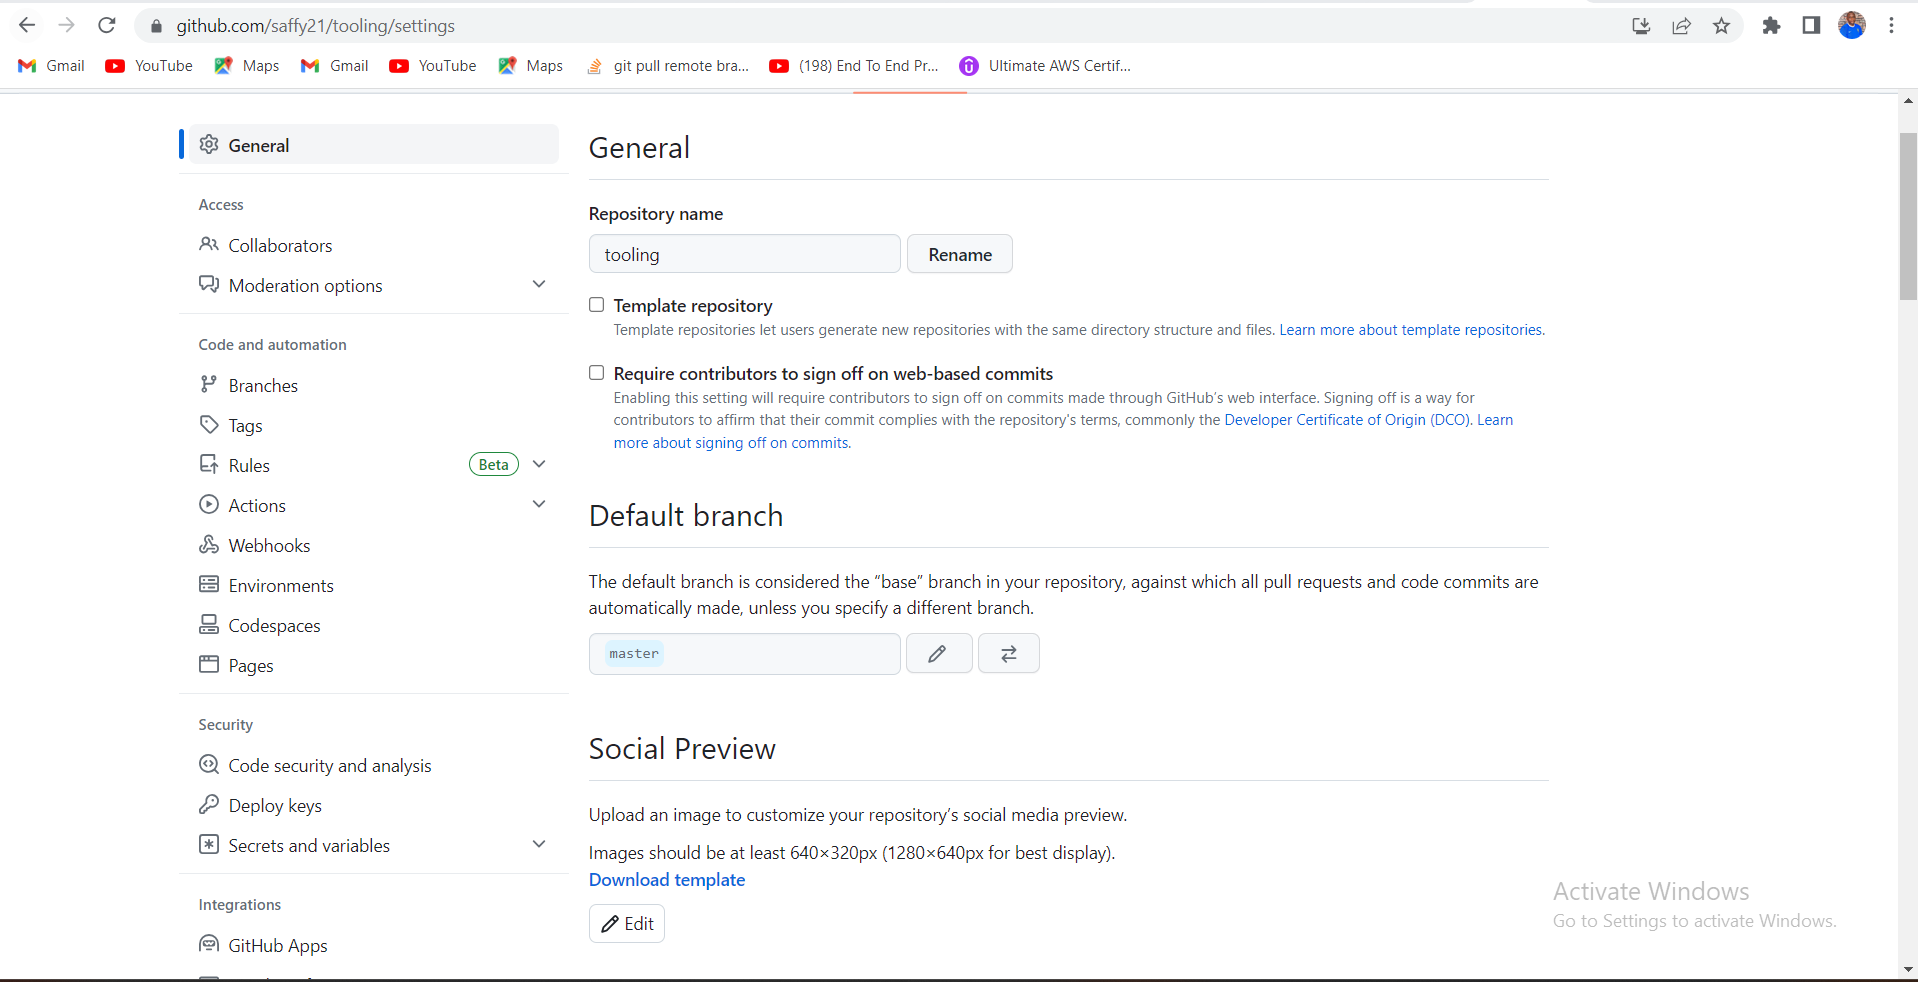 github.com/saffy21/tooling/settings
Gmail YouTube Maps Gmail YouTube Maps git pull remote bra... (198) End To End Pr... Ultimate AWS Certif...
General
Access
Collaborators
Moderation options
Code and automation
Branches
Tags
Rules Beta
Actions
Webhooks
Environments
Codespaces
Pages
Security
Code security and analysis
Deploy keys
Secrets and variables
Integrations
GitHub Apps
General
Repository name
tooling Rename
Template repository
Template repositories let users generate new repositories with the same directory structure and files. Learn more about template repositories.
Require contributors to sign off on web-based commits
Enabling this setting will require contributors to sign off on commits made through GitHub's web interface. Signing off is a way for
contributors to affirm that their commit complies with the repository's terms, commonly the Developer Certificate of Origin (DCO). Learn
more about signing off on commits.
Default branch
The default branch is considered the “base” branch in your repository, against which all pull requests and code commits are
automatically made, unless you specify a different branch.
master
Social Preview
Upload an image to customize your repository’s social media preview.
Images should be at least 640×320px (1280×640px for best display).
Download template
Edit
Activate Windows
Go to Settings to activate Windows.